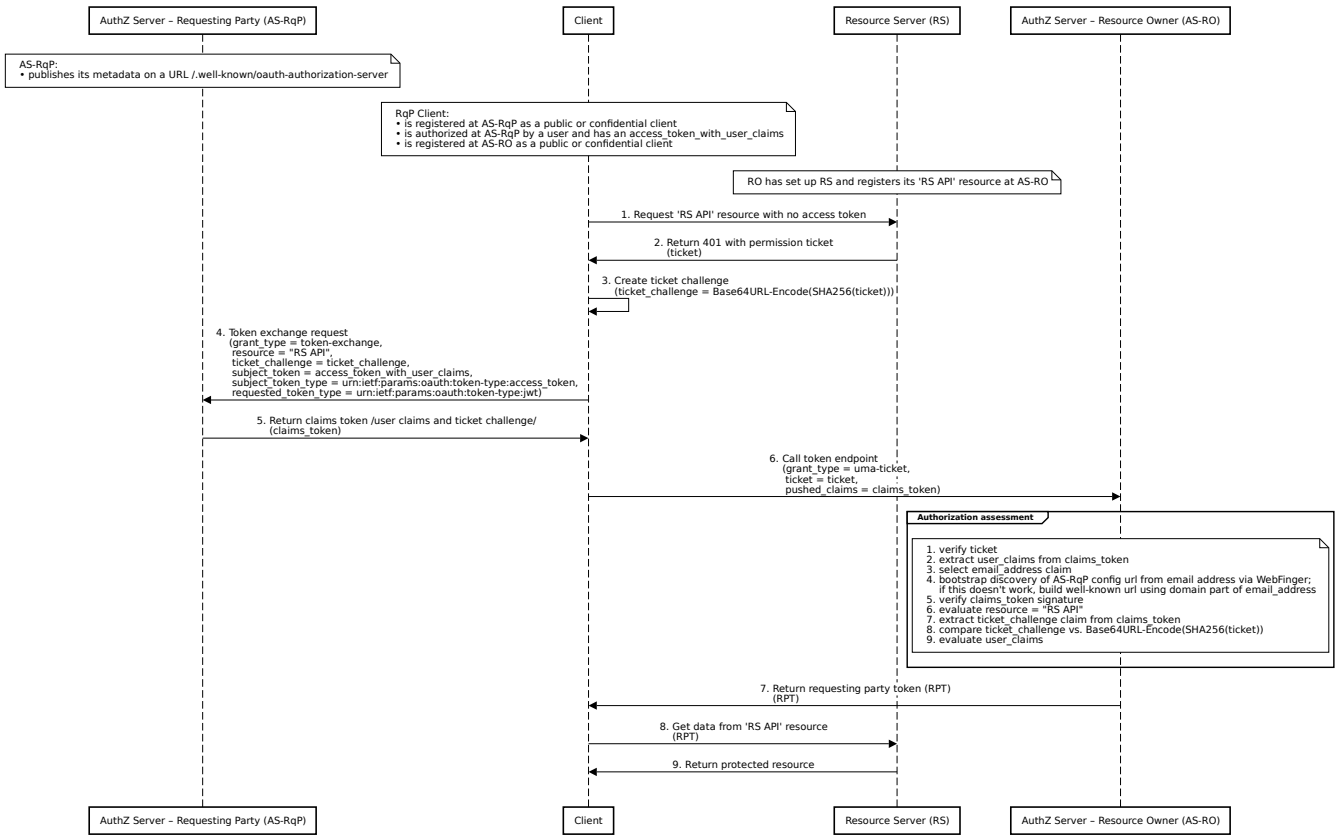 AuthZ Server – Requesting Party (AS-RqP)
Client
Resource Server (RS)
AuthZ Server – Resource Owner (AS-RO)
AS-RqP:
• publishes its metadata on a URL /.well-known/oauth-authorization-server
RqP Client:
• is registered at AS-RqP as a public or confidential client
• is authorized at AS-RqP by a user and has an access_token_with_user_claims
• is registered at AS-RO as a public or confidential client
RO has set up RS and registers its 'RS API' resource at AS-RO
1. Request 'RS API' resource with no access token
2. Return 401 with permission ticket
(ticket)
3. Create ticket challenge
(ticket_challenge = Base64URL-Encode(SHA256(ticket)))
4. Token exchange request
(grant_type = token-exchange,
resource = "RS API",
ticket_challenge = ticket_challenge,
subject_token = access_token_with_user_claims,
subject_token_type = urn:ietf:params:oauth:token-type:access_token,
requested_token_type = urn:ietf:params:oauth:token-type:jwt)
5. Return claims token /user claims and ticket challenge/
(claims_token)
6. Call token endpoint
(grant_type = uma-ticket,
ticket = ticket,
pushed_claims = claims_token)
Authorization assessment
1. verify ticket
2. extract user_claims from claims_token
3. select email_address claim
4. bootstrap discovery of AS-RqP config url from email address via WebFinger;
if this doesn't work, build well-known url using domain part of email_address
5. verify claims_token signature
6. evaluate resource = "RS API"
7. extract ticket_challenge claim from claims_token
8. compare ticket_challenge vs. Base64URL-Encode(SHA256(ticket))
9. evaluate user_claims
7. Return requesting party token (RPT)
(RPT)
8. Get data from 'RS API' resource
(RPT)
9. Return protected resource
AuthZ Server – Requesting Party (AS-RqP)
Client
Resource Server (RS)
AuthZ Server – Resource Owner (AS-RO)